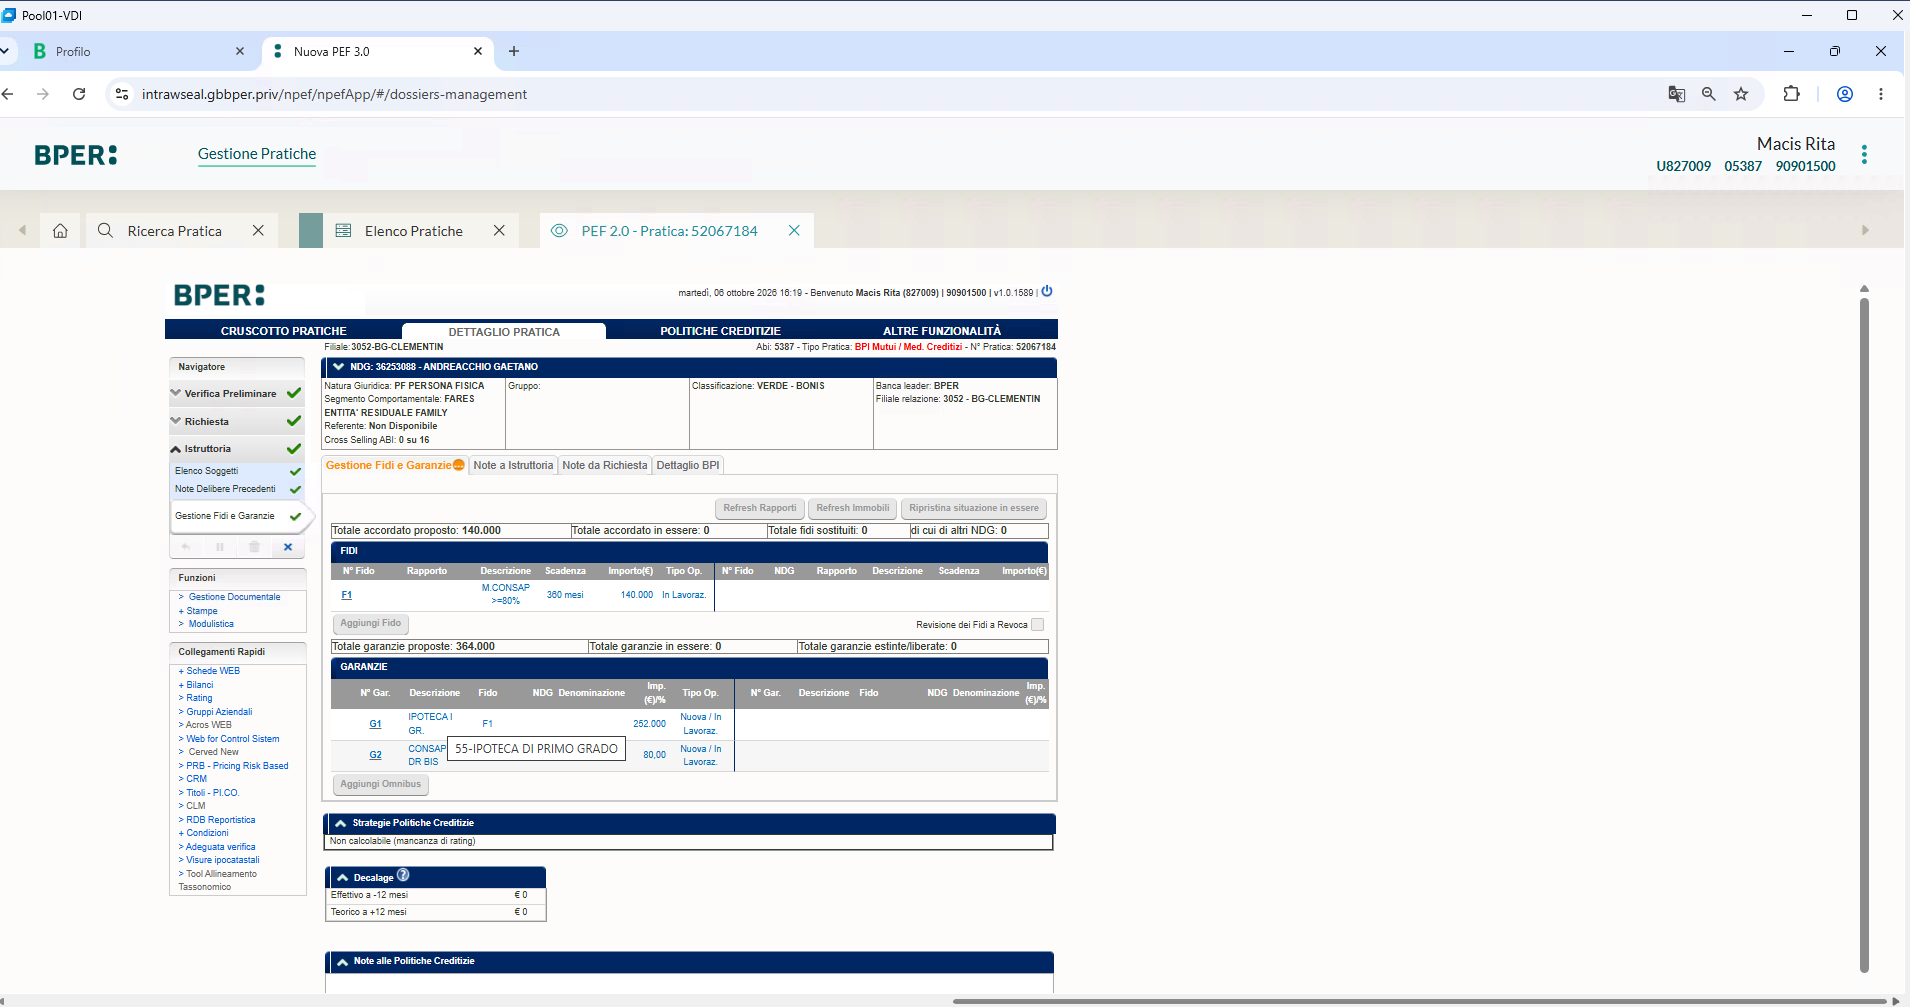 Pool01-VDI
Profilo
Nuova PEF 3.0
intrawseal.gbbper.priv/npef/npefApp/#/dossiers-management
BPER:
Gestione Pratiche
Macis Rita
U827009 05387 90901500
Ricerca Pratica
Elenco Pratiche
PEF 2.0 - Pratica: 52067184
BPER:
martedì, 06 ottobre 2026 16:19 - Benvenuto Macis Rita (827009) | 90901500 | v1.0.1589 |
CRUSCOTTO PRATICHE DETTAGLIO PRATICA POLITICHE CREDITIZIE ALTRE FUNZIONALITÀ
Filiale: 3052-BG-CLEMENTIN
Abi: 5387 - Tipo Pratica: BPI Mutui / Med. Creditizi - N° Pratica: 52067184
Navigatore
Verifica Preliminare
Richiesta
Istruttoria
Elenco Soggetti
Note Delibere Precedenti
Gestione Fidi e Garanzie
Funzioni
> Gestione Documentale
+ Stampe
> Modulistica
Collegamenti Rapidi
+ Schede WEB
+ Bilanci
> Rating
> Gruppi Aziendali
> Acros WEB
> Web for Control Sistem
> Cerved New
> PRB - Pricing Risk Based
> CRM
> Titoli - PI.CO.
> CLM
> RDB Reportistica
+ Condizioni
> Adeguata verifica
> Visure ipocatastali
> Tool Allineamento
Tassonomico
NDG: 36253088 - ANDREACCHIO GAETANO
Natura Giuridica: PF PERSONA FISICA
Segmento Comportamentale: FARES
ENTITA' RESIDUALE FAMILY
Referente: Non Disponibile
Cross Selling ABI: 0 su 16
Gruppo:
Classificazione: VERDE - BONIS
Banca leader: BPER
Filiale relazione: 3052 - BG-CLEMENTIN
Gestione Fidi e Garanzie Note a Istruttoria Note da Richiesta Dettaglio BPI
Refresh Rapporti Refresh Immobili Ripristina situazione in essere
Totale accordato proposto: 140.000 Totale accordato in essere: 0 Totale fidi sostituiti: 0 di cui di altri NDG: 0
FIDI
N° Fido Rapporto Descrizione Scadenza Importo(€) Tipo Op. N° Fido NDG Rapporto Descrizione Scadenza Importo(€)
F1 M.CONSAP >=80% 360 mesi 140.000 In Lavoraz.
Aggiungi Fido
Revisione dei Fidi a Revoca
Totale garanzie proposte: 364.000 Totale garanzie in essere: 0 Totale garanzie estinte/liberate: 0
GARANZIE
N° Gar. Descrizione Fido NDG Denominazione Imp. (€)/% Tipo Op. N° Gar. Descrizione Fido NDG Denominazione Imp. (€)/%
G1 IPOTECA I GR. F1 252.000 Nuova / In Lavoraz.
55-IPOTECA DI PRIMO GRADO
G2 CONSAP DR BIS 80,00 Nuova / In Lavoraz.
Aggiungi Omnibus
Strategie Politiche Creditizie
Non calcolabile (mancanza di rating)
Decalage
Effettivo a -12 mesi € 0
Teorico a +12 mesi € 0
Note alle Politiche Creditizie